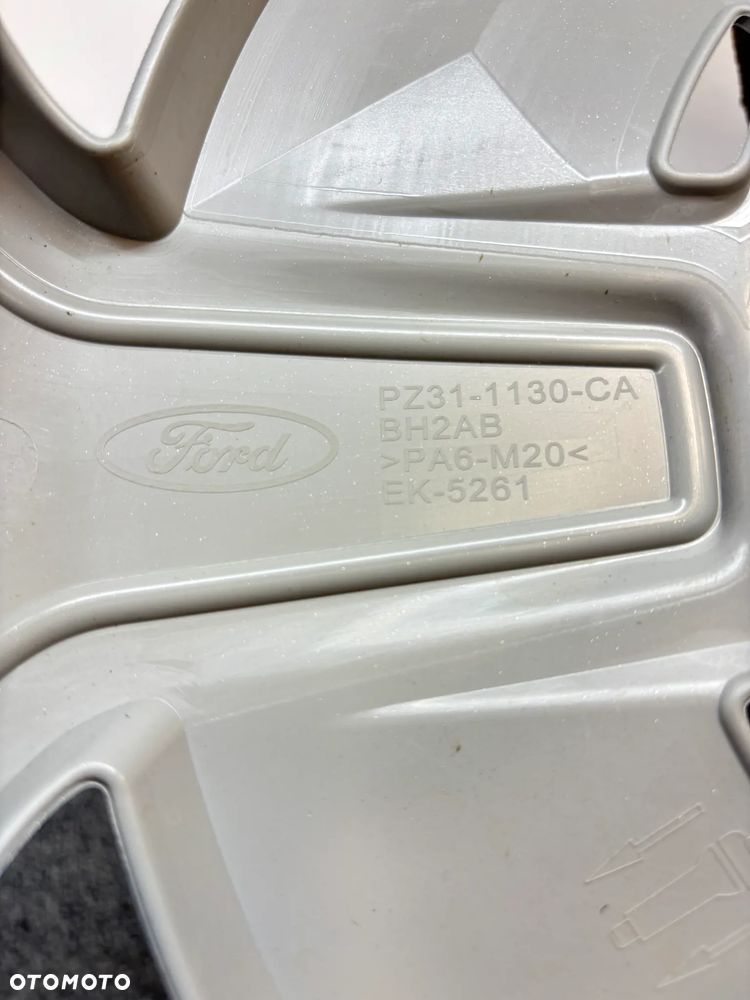 Ford
PZ31-1130-CA
BH2AB
>PA6-M20<
EK-5261
OTOMOTO